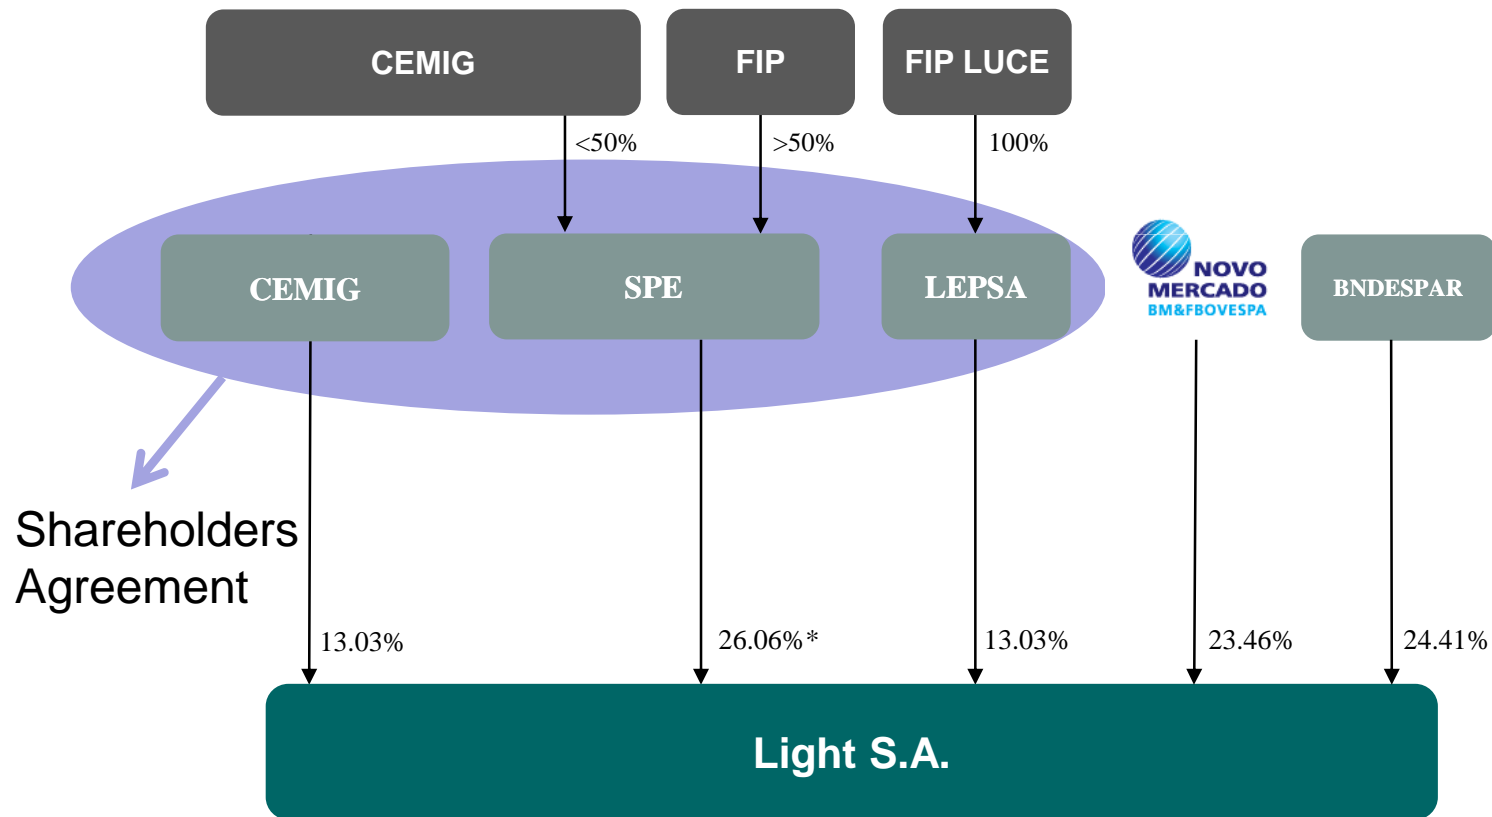 CEMIG
FIP
FIP LUCE
<50%
>50%
100%
CEMIG
SPE
LEPSA
NOVO
MERCADO
BM&FBOVESPA
BNDESPAR
Shareholders
Agreement
13.03%
26.06%*
13.03%
23.46%
24.41%
Light S.A.